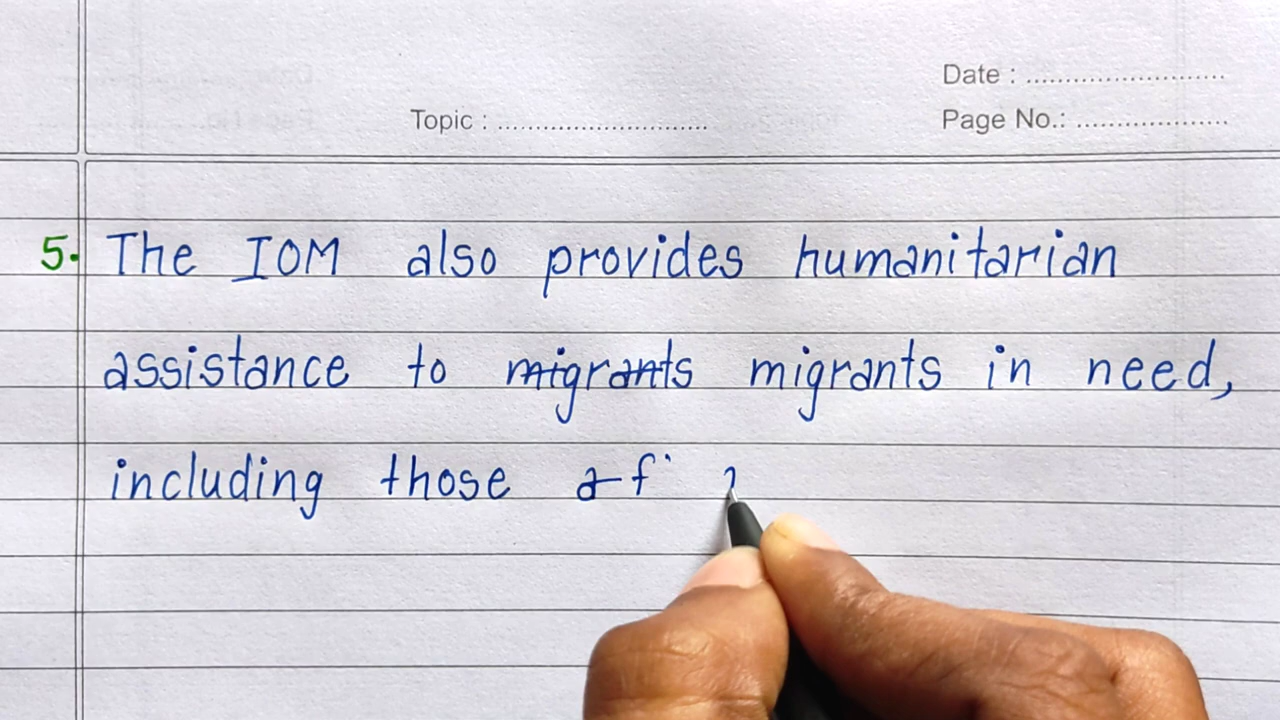 Date : ..........................
Topic : ............................
Page No.: ...................
5. The IOM also provides humanitarian
assistance to migrants migrants in need,
including those